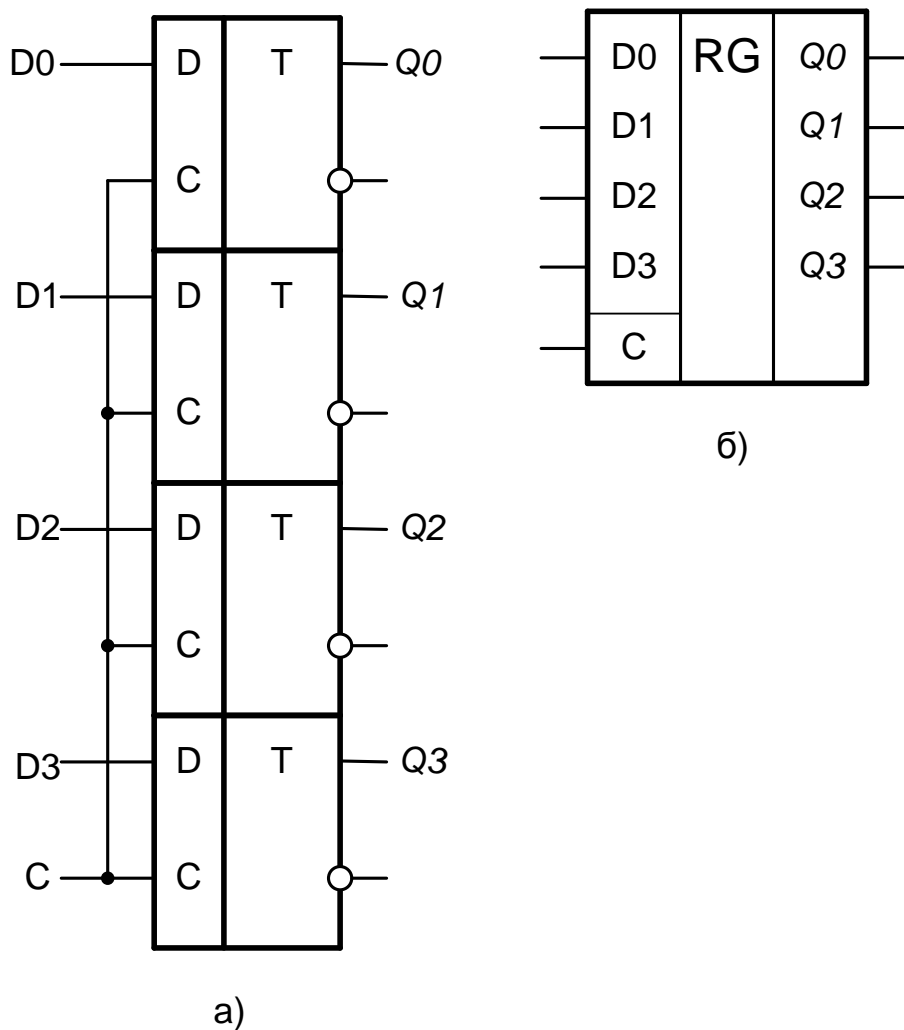 D0 D T Q0
C
D1 D T Q1
C
D2 D T Q2
C
D3 D T Q3
C C
а)
D0 RG Q0
D1 Q1
D2 Q2
D3 Q3
C
б)